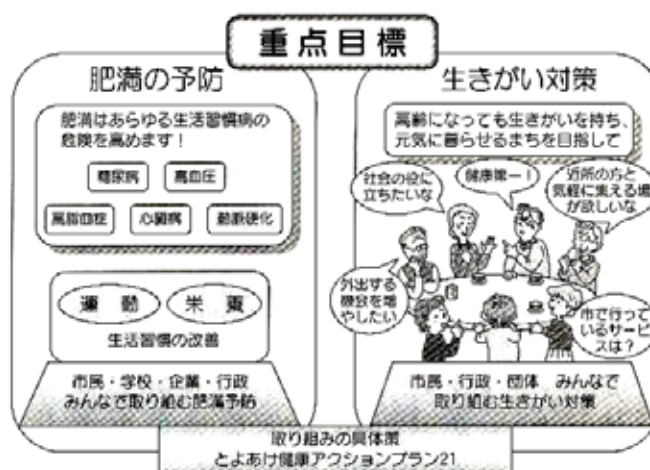 重点目標
肥満の予防
肥満はあらゆる生活習慣病の
危険を高めます！
糖尿病
高血圧
高脂血症
心臓病
動脈硬化
運動
栄養
生活習慣の改善
市民・学校・企業・行政
みんなで取り組む肥満予防
生きがい対策
高齢になっても生きがいを持ち、
元気に暮らせるまちを目指して
社会の役に
立ちたいな
健康第一！
近所の方と
気軽に集える場
が欲しいな
外出する
機会を増
やしたい
市で行って
いるサービ
スは？
市民・行政・団体　みんなで
取り組む生きがい対策
取り組みの具体策
とよあけ健康アクションプラン21